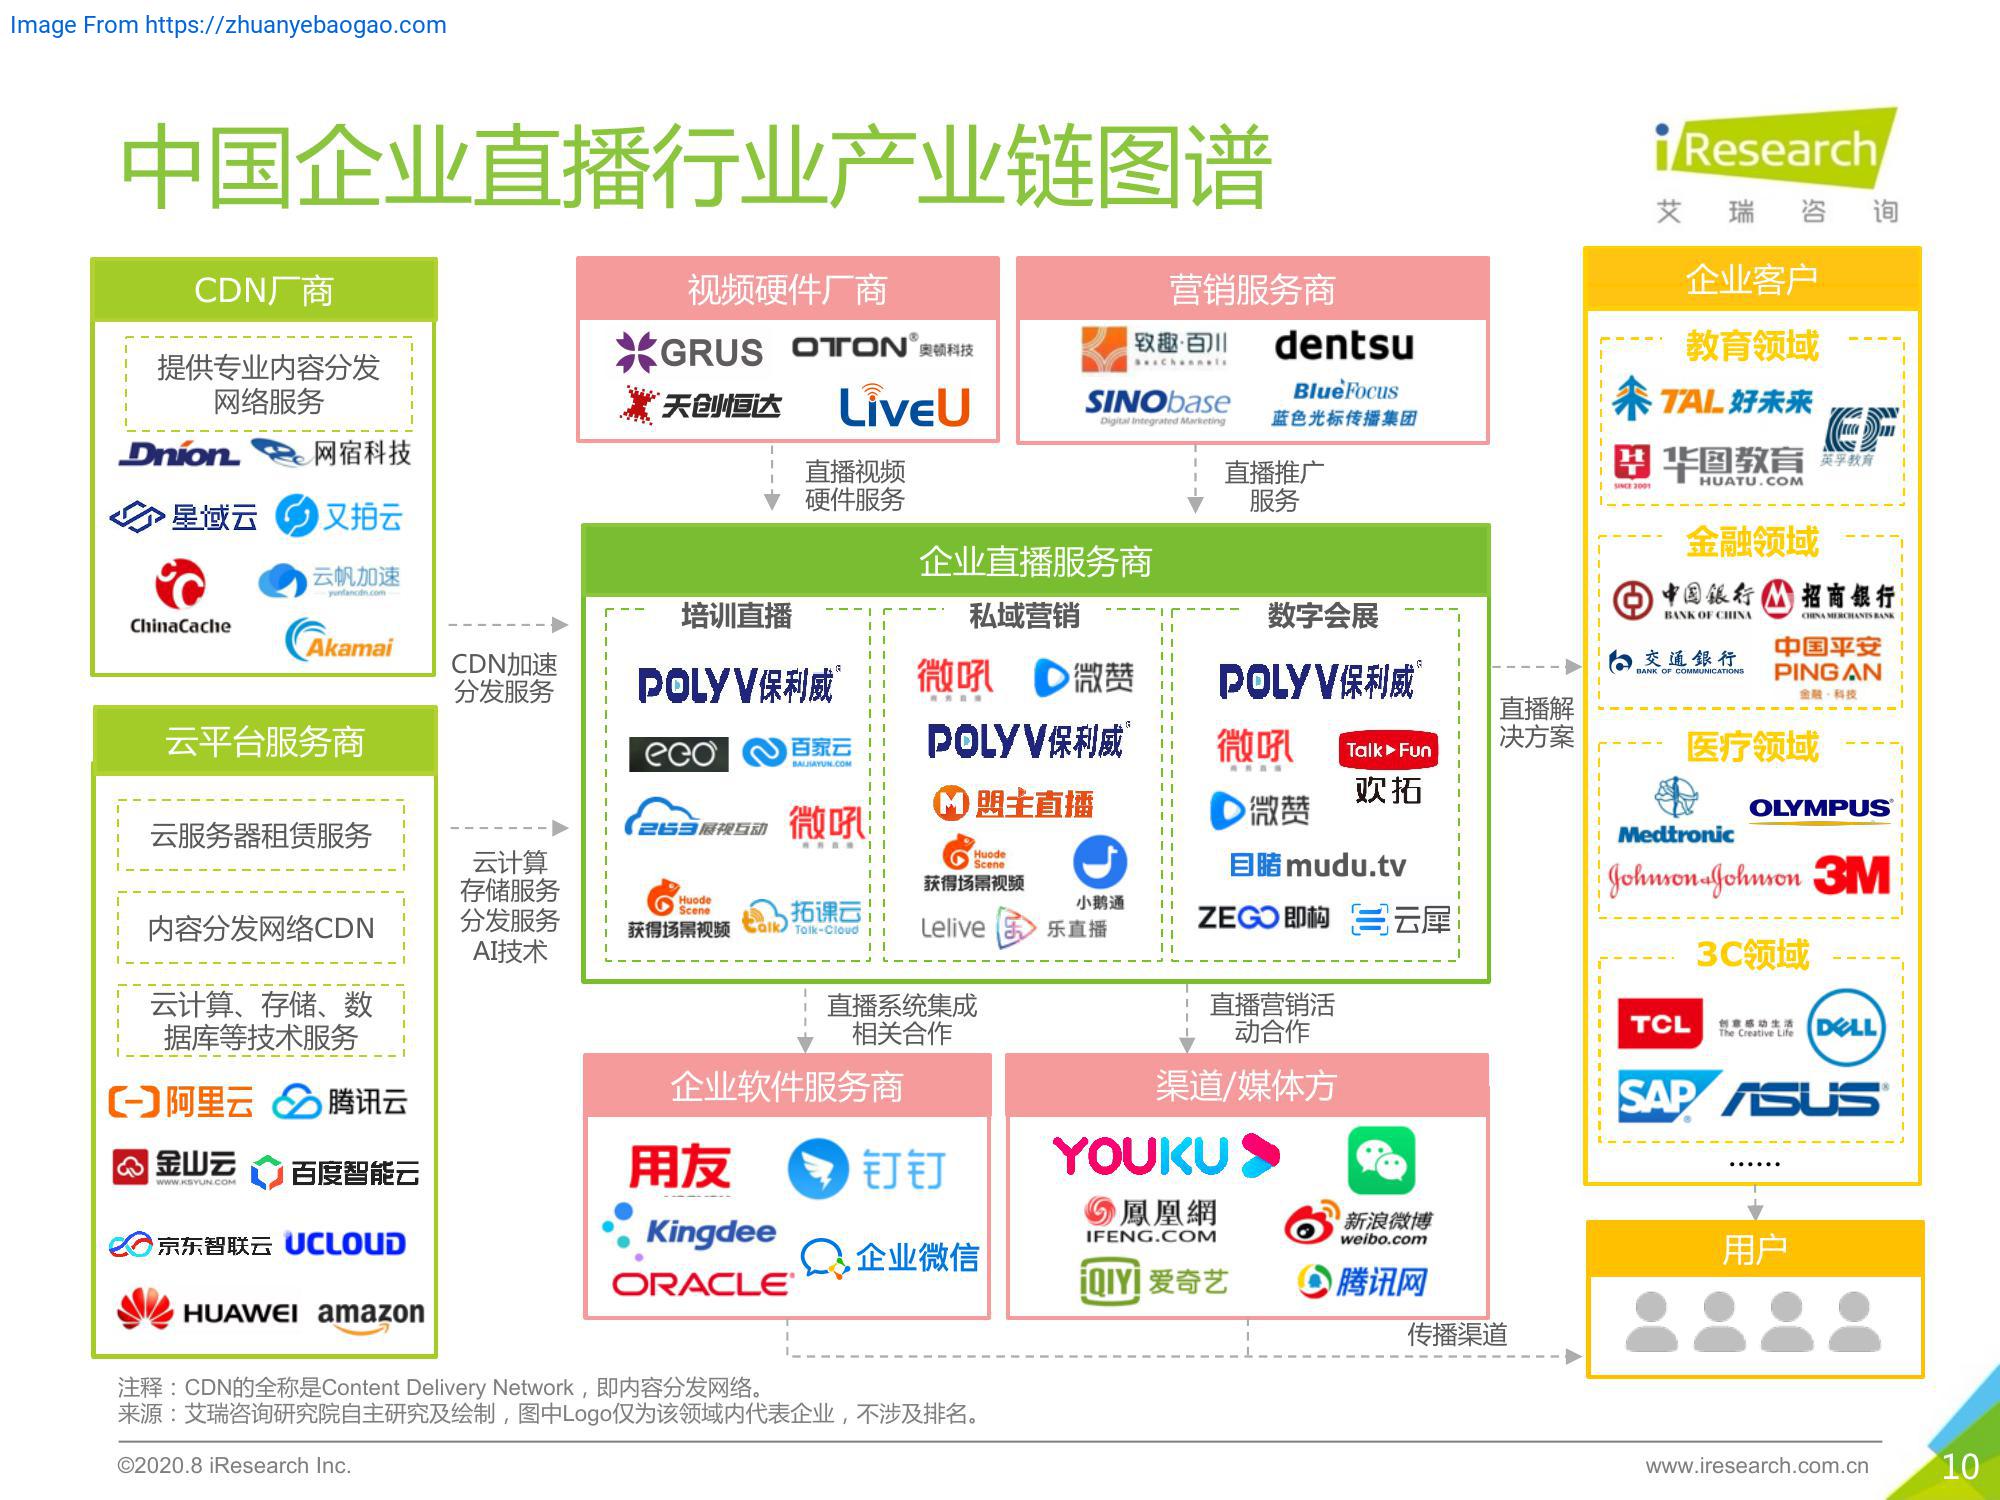 Image From https://zhuanyebaogao.com
中国企业直播行业产业链图谱
iResearch
艾瑞咨询
CDN厂商
提供专业内容分发
网络服务
Dnion 网宿科技
星域云 又拍云
云帆加速
yunfancdn.com
ChinaCache
Akamai
云平台服务商
云服务器租赁服务
内容分发网络CDN
云计算、存储、数
据库等技术服务
阿里云 腾讯云
金山云
WWW.KSYUN.COM
百度智能云
京东智联云 UCLOUD
HUAWEI amazon
CDN加速
分发服务
云计算
存储服务
分发服务
AI技术
视频硬件厂商
GRUS OTON® 奥顿科技
天创恒达 LiveU
直播视频
硬件服务
营销服务商
致趣·百川
BesChannels
dentsu
SINObase
Digital Integrated Marketing
BlueFocus
蓝色光标传播集团
直播推广
服务
企业直播服务商
培训直播
POLYV保利威
eeo 百家云
BAIJIAYUN.COM
263展视互动 微吼
商务直播
Huode
Scene
获得场景视频
Talk 拓课云
Talk-Cloud
私域营销
微吼
商务直播
微赞
POLYV保利威
盟主直播
Huode
Scene
获得场景视频
小鹅通
Lelive 乐 乐直播
数字会展
POLYV保利威
微吼
商务直播
Talk Fun
欢拓
微赞
目睹mudu.tv
ZEGO即构 云犀
直播解
决方案
直播系统集成
相关合作
直播营销活
动合作
企业软件服务商
用友 钉钉
Kingdee
企业微信
ORACLE®
渠道/媒体方
YOUKU
鳳凰網
IFENG.COM
新浪微博
weibo.com
iQIYI 爱奇艺 腾讯网
传播渠道
企业客户
教育领域
TAL 好未来
EF
英孚教育
华图教育
HUATU.COM
SINCE 2001
金融领域
中国银行
BANK OF CHINA
招商银行
CHINA MERCHANTS BANK
交通銀行
BANK OF COMMUNICATIONS
中国平安
PING AN
金融·科技
医疗领域
Medtronic
OLYMPUS®
Johnson&Johnson 3M
3C领域
TCL 创意感动生活
The Creative Life
DELL
SAP® ASUS®
......
用户
注释：CDN的全称是Content Delivery Network，即内容分发网络。
来源：艾瑞咨询研究院自主研究及绘制，图中Logo仅为该领域内代表企业，不涉及排名。
©2020.8 iResearch Inc.
www.iresearch.com.cn
10